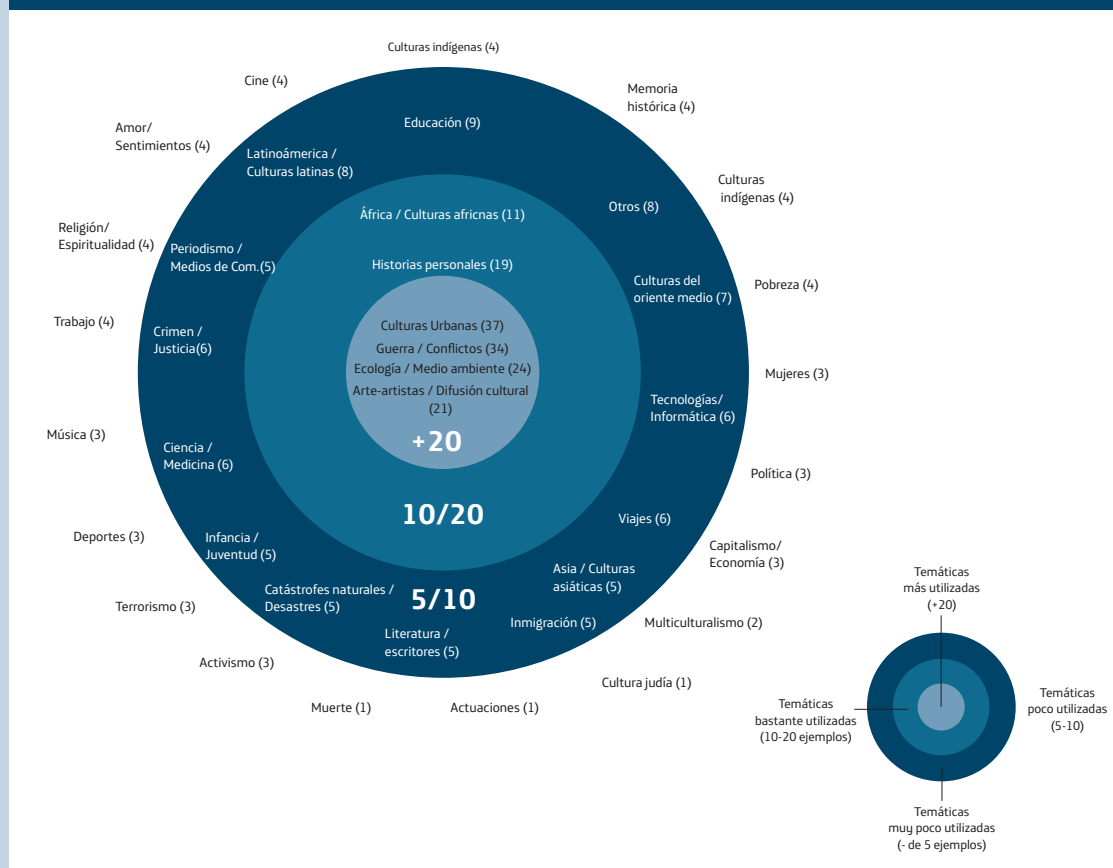 Culturas indígenas (4)
Cine (4)
Memoria
histórica (4)
Amor/
Sentimientos (4)
Educación (9)
Latinoámerica /
Culturas latinas (8)
Culturas
indígenas (4)
Otros (8)
África / Culturas africnas (11)
Religión/
Espiritualidad (4)
Periodismo /
Medios de Com.(5)
Historias personales (19)
Culturas del
oriente medio (7)
Pobreza (4)
Trabajo (4)
Crimen /
Justicia(6)
Culturas Urbanas (37)
Guerra / Conflictos (34)
Ecología / Medio ambiente (24)
Arte-artistas / Difusión cultural
(21)
+20
Mujeres (3)
Tecnologías/
Informática (6)
Música (3)
Ciencia /
Medicina (6)
Política (3)
10/20
Viajes (6)
Deportes (3)
Infancia /
Juventud (5)
Capitalismo/
Economía (3)
Asia / Culturas
asiáticas (5)
Catástrofes naturales /
Desastres (5)
5/10
Terrorismo (3)
Inmigración (5)
Multiculturalismo (2)
Literatura /
escritores (5)
Activismo (3)
Cultura judía (1)
Muerte (1)
Actuaciones (1)
Temáticas
más utilizadas
(+20)
Temáticas
bastante utilizadas
(10-20 ejemplos)
Temáticas
poco utilizadas
(5-10)
Temáticas
muy poco utilizadas
(- de 5 ejemplos)